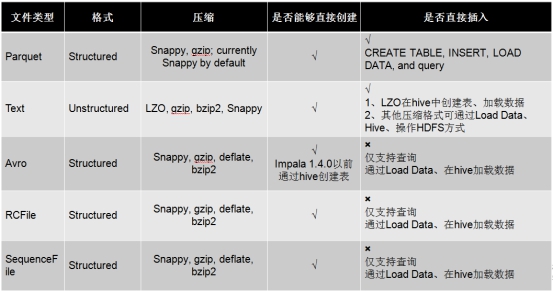 文件类型 格式 压缩 是否能够直接创建 是否直接插入
Parquet Structured Snappy, gzip; currently Snappy by default √ √
CREATE TABLE, INSERT, LOAD
DATA, and query
Text Unstructured LZO, gzip, bzip2, Snappy √ √
1、LZO在hive中创建表、加载数据
2、其他压缩格式可通过Load Data、
Hive、操作HDFS方式
Avro Structured Snappy, gzip, deflate, bzip2 √
Impala 1.4.0以前
通过hive创建表
×
仅支持查询
通过Load Data、在hive加载数据
RCFile Structured Snappy, gzip, deflate, bzip2 √ ×
仅支持查询
通过Load Data、在hive加载数据
SequenceFile Structured Snappy, gzip, deflate, bzip2 √ ×
仅支持查询
通过Load Data、在hive加载数据